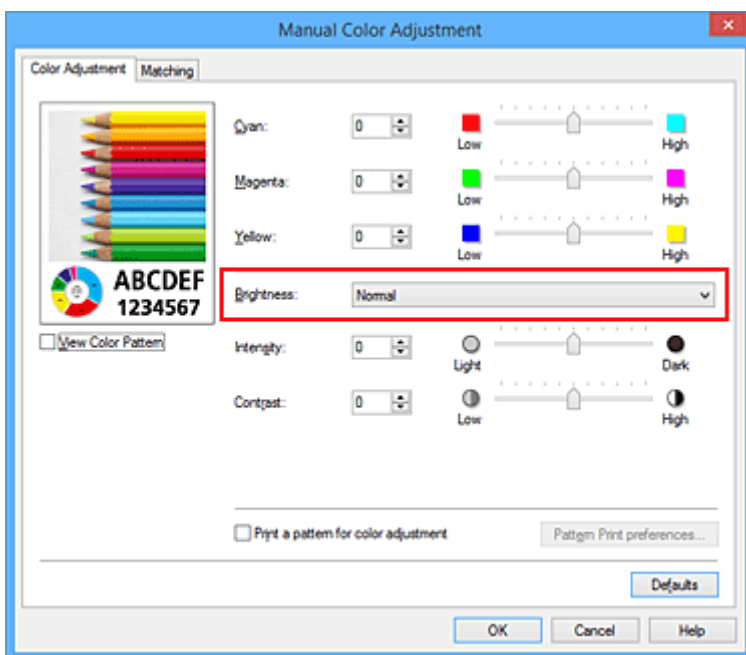 Manual Color Adjustment
Color Adjustment Matching
Cyan: 0 Low High
Magenta: 0 Low High
Yellow: 0 Low High
ABCDEF
1234567
Brightness: Normal
View Color Pattern
Intensity: 0 Light Dark
Contrast: 0 Low High
Print a pattern for color adjustment Pattern Print preferences...
Defaults
OK Cancel Help